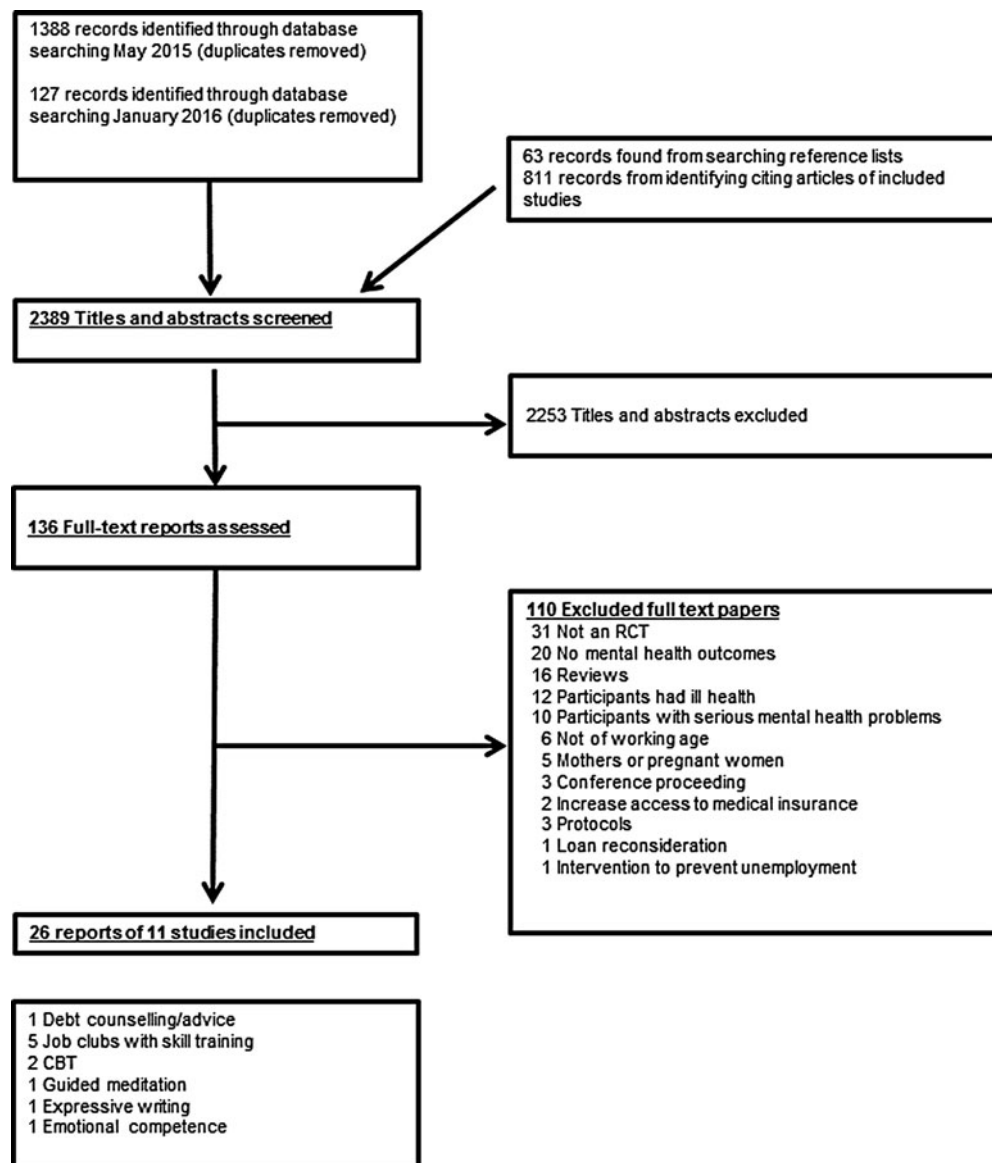 1388 records identified through database
searching May 2015 (duplicates removed)
127 records identified through database
searching January 2016 (duplicates removed)
63 records found from searching reference lists
811 records from identifying citing articles of included
studies
2389 Titles and abstracts screened
2253 Titles and abstracts excluded
136 Full-text reports assessed
110 Excluded full text papers
31 Not an RCT
20 No mental health outcomes
16 Reviews
12 Participants had ill health
10 Participants with serious mental health problems
6 Not of working age
5 Mothers or pregnant women
3 Conference proceeding
2 Increase access to medical insurance
3 Protocols
1 Loan reconsideration
1 Intervention to prevent unemployment
26 reports of 11 studies included
1 Debt counselling/advice
5 Job clubs with skill training
2 CBT
1 Guided meditation
1 Expressive writing
1 Emotional competence